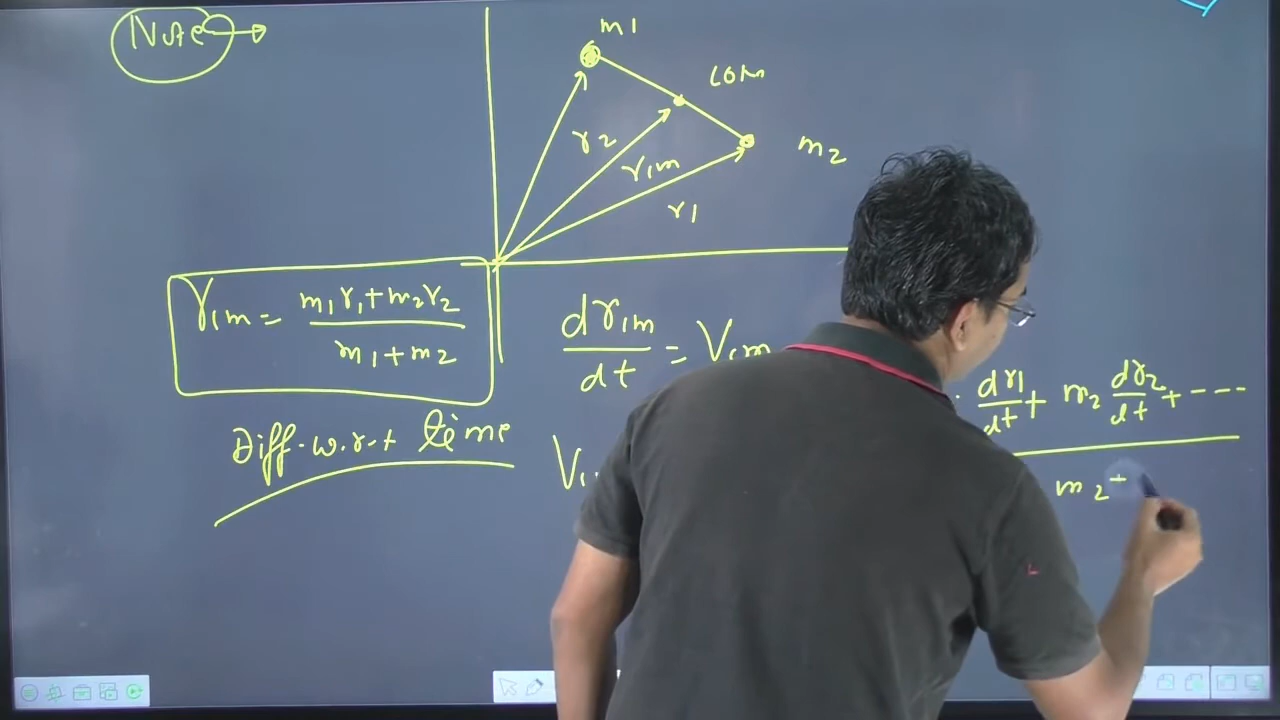 Note →
m1
COM
r2
m2
rcm
r1
rcm = m1r1+m2r2 / m1+m2
drcm/dt = Vcm
dr1/dt + m2 dr2/dt + ----
Diff. w.r.t time
m2+